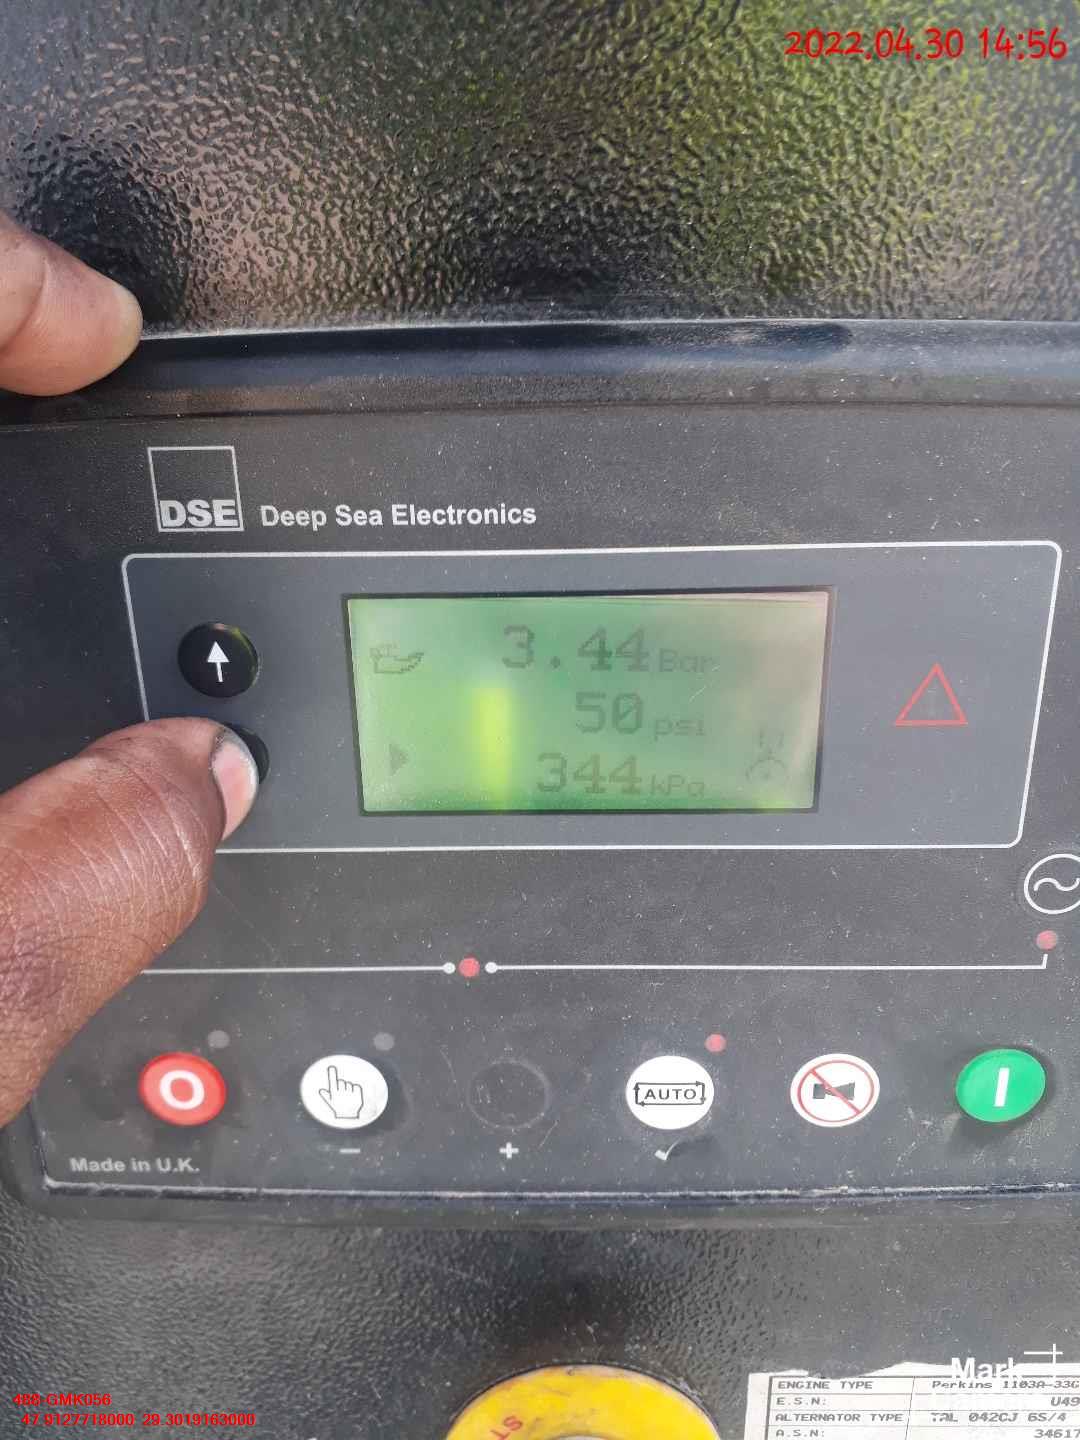 2022.04.30 14:56
DSE
Deep Sea Electronics
3.44 Bar
50 psi
344 kPa
AUTO
- +
Made in U.K.
Mark
488-GMK056
47.9127718000 29.3019163000
ST
ENGINE TYPE Perkins 1103A-33G
E.S.N: U49
ALTERNATOR TYPE TAL 042CJ 6S/4
A.S.N: 34617